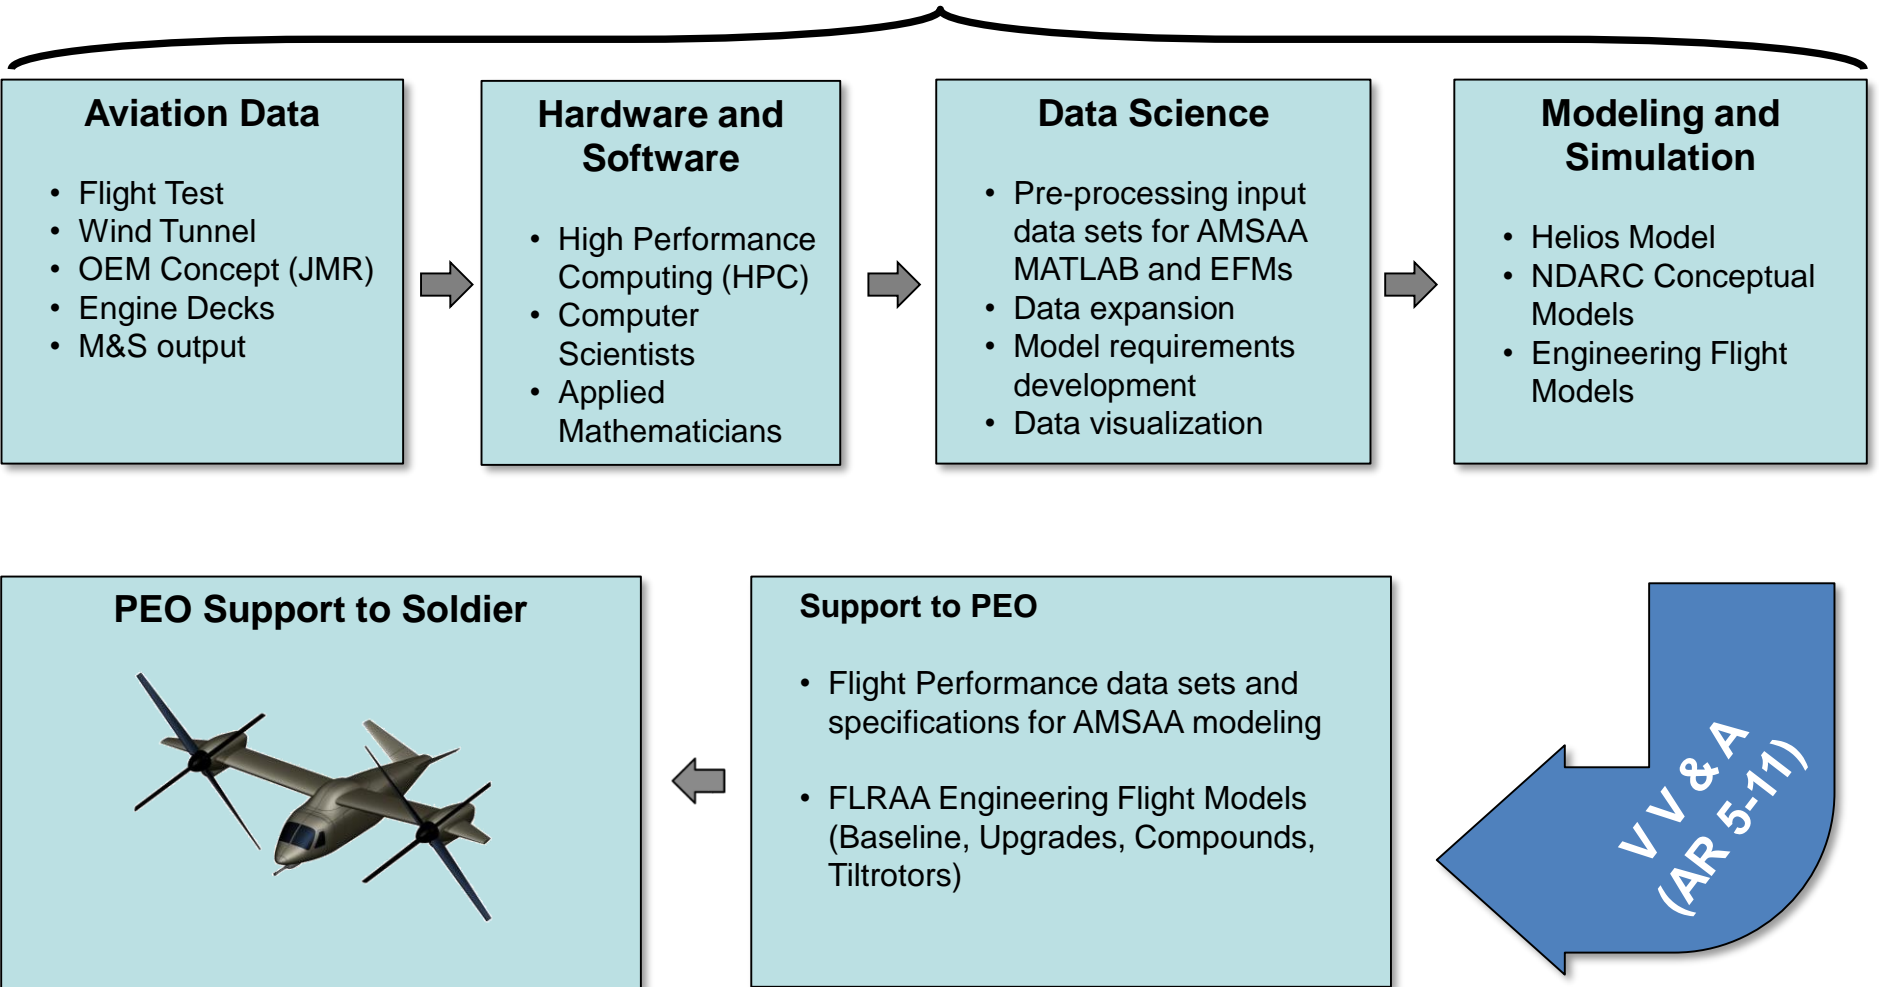 Aviation Data
• Flight Test
• Wind Tunnel
• OEM Concept (JMR)
• Engine Decks
• M&S output
Hardware and
Software
• High Performance
Computing (HPC)
• Computer
Scientists
• Applied
Mathematicians
Data Science
• Pre-processing input
data sets for AMSAA
MATLAB and EFMs
• Data expansion
• Model requirements
development
• Data visualization
Modeling and
Simulation
• Helios Model
• NDARC Conceptual
Models
• Engineering Flight
Models
V V & A
(AR 5-11)
Support to PEO
• Flight Performance data sets and
specifications for AMSAA modeling
• FLRAA Engineering Flight Models
(Baseline, Upgrades, Compounds,
Tiltrotors)
PEO Support to Soldier